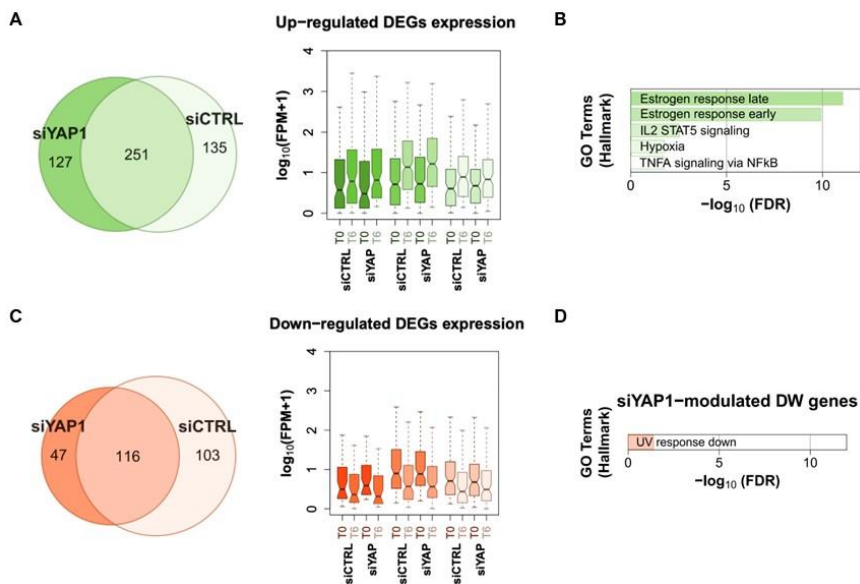 A
Up−regulated DEGs expression
B
siYAP1
siCTRL
127
251
135
log10(FPM+1)
4
3
2
1
0
T0
T6
T0
T6
T0
T6
T0
T6
T0
T6
T0
T6
siCTRL
siYAP
siCTRL
siYAP
siCTRL
siYAP
GO Terms
(Hallmark)
Estrogen response late
Estrogen response early
IL2 STAT5 signaling
Hypoxia
TNFA signaling via NFkB
0
5
10
−log10 (FDR)
C
Down−regulated DEGs expression
D
siYAP1
siCTRL
47
116
103
log10(FPM+1)
4
3
2
1
0
T0
T6
T0
T6
T0
T6
T0
T6
T0
T6
T0
T6
siCTRL
siYAP
siCTRL
siYAP
siCTRL
siYAP
siYAP1−modulated DW genes
GO Terms
(Hallmark)
UV response down
0
5
10
−log10 (FDR)